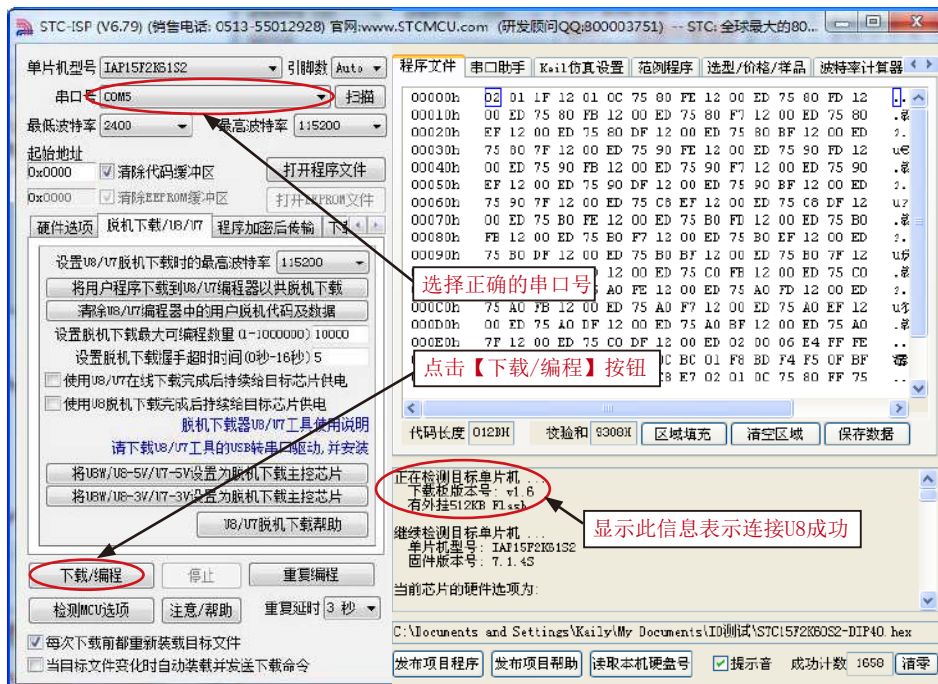 STC-ISP (V6.79) (销售电话: 0513-55012928) 官网:www.STCMCU.com (研发顾问QQ:800003751) -- STC: 全球最大的80...
单片机型号 IAP15F2K61S2 引脚数 Auto
串口号 COM5 扫描
最低波特率 2400 最高波特率 115200
起始地址
0x0000 清除代码缓冲区 打开程序文件
0x0000 清除EEPROM缓冲区 打开EEPROM文件
硬件选项 脱机下载/U8/U7 程序加密后传输
设置U8/U7脱机下载时的最高波特率 115200
将用户程序下载到U8/U7编程器以共脱机下载
清除U8/U7编程器中的用户脱机代码及数据
设置脱机下载最大可编程数量(1-1000000) 10000
设置脱机下载握手超时时间(0秒-16秒) 5
使用U8/U7在线下载完成后持续给目标芯片供电
使用U8脱机下载完成后持续给目标芯片供电
脱机下载器U8/U7工具使用说明
请下载U8/U7工具的USB转串口驱动,并安装
将U8W/U8-5V/U7-5V设置为脱机下载主控芯片
将U8W/U8-3V/U7-3V设置为脱机下载主控芯片
U8/U7脱机下载帮助
下载/编程 停止 重复编程
检测MCU选项 注意/帮助 重复延时 3 秒
每次下载前都重新装载目标文件
当目标文件变化时自动装载并发送下载命令
程序文件 串口助手 Keil仿真设置 范例程序 选型/价格/样品 波特率计算器
00000h 02 01 1F 12 01 0C 75 80 FE 12 00 ED 75 80 FD 12
00010h 00 ED 75 80 FB 12 00 ED 75 80 F7 12 00 ED 75 80
00020h EF 12 00 ED 75 80 DF 12 00 ED 75 80 BF 12 00 ED
00030h 75 80 7F 12 00 ED 75 90 FE 12 00 ED 75 90 FD 12
00040h 00 ED 75 90 FB 12 00 ED 75 90 F7 12 00 ED 75 90
00050h EF 12 00 ED 75 90 DF 12 00 ED 75 90 BF 12 00 ED
00060h 75 90 7F 12 00 ED 75 C8 EF 12 00 ED 75 C8 DF 12
00070h 00 ED 75 B0 FE 12 00 ED 75 B0 FD 12 00 ED 75 B0
00080h FB 12 00 ED 75 B0 F7 12 00 ED 75 B0 EF 12 00 ED
00090h 75 B0 DF 12 00 ED 75 B0 BF 12 00 ED 75 B0 7F 12
12 00 ED 75 C0 FB 12 00 ED 75 C0
A0 FE 12 00 ED 75 A0 FD 12 00 ED
000C0h 75 A0 FB 12 00 ED 75 A0 F7 12 00 ED 75 A0 EF 12
000D0h 00 ED 75 A0 DF 12 00 ED 75 A0 BF 12 00 ED 75 A0
000E0h 7F 12 00 ED 75 C0 DF 12 00 ED 02 00 06 E4 FF FE
BC 01 F8 BD F4 F5 0F BF
E7 02 01 0C 75 80 FF 75
选择正确的串口号
点击【下载/编程】按钮
代码长度 012BH 校验和 9308H 区域填充 清空区域 保存数据
正在检测目标单片机 ...
下载板版本号: v1.6
有外挂512KB Flash
显示此信息表示连接U8成功
继续检测目标单片机 ...
单片机型号: IAP15F2K61S2
固件版本号: 7.1.4S
当前芯片的硬件选项为:
C:\Documents and Settings\Kaily\My Documents\IO测试\STC15F2K60S2-DIP40.hex
发布项目程序 发布项目帮助 读取本机硬盘号 提示音 成功计数 1658 清零